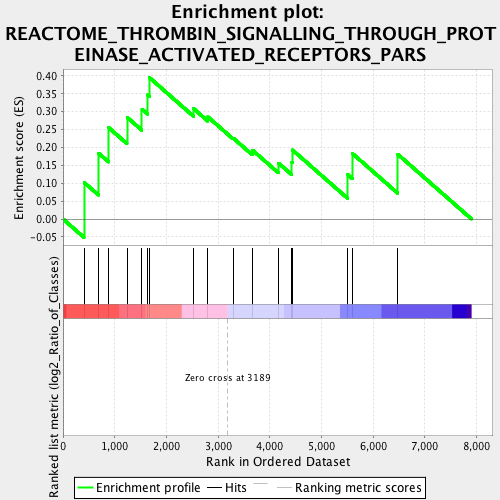 Enrichment plot:
REACTOME_THROMBIN_SIGNALLING_THROUGH_PROT
EINASE_ACTIVATED_RECEPTORS_PARS
Enrichment score (ES)
0.40
0.35
0.30
0.25
0.20
0.15
0.10
0.05
0.00
-0.05
Ranked list metric (log2_Ratio_of_Classes)
Zero cross at 3189
0 1,000 2,000 3,000 4,000 5,000 6,000 7,000 8,000
Rank in Ordered Dataset
Enrichment profile Hits Ranking metric scores